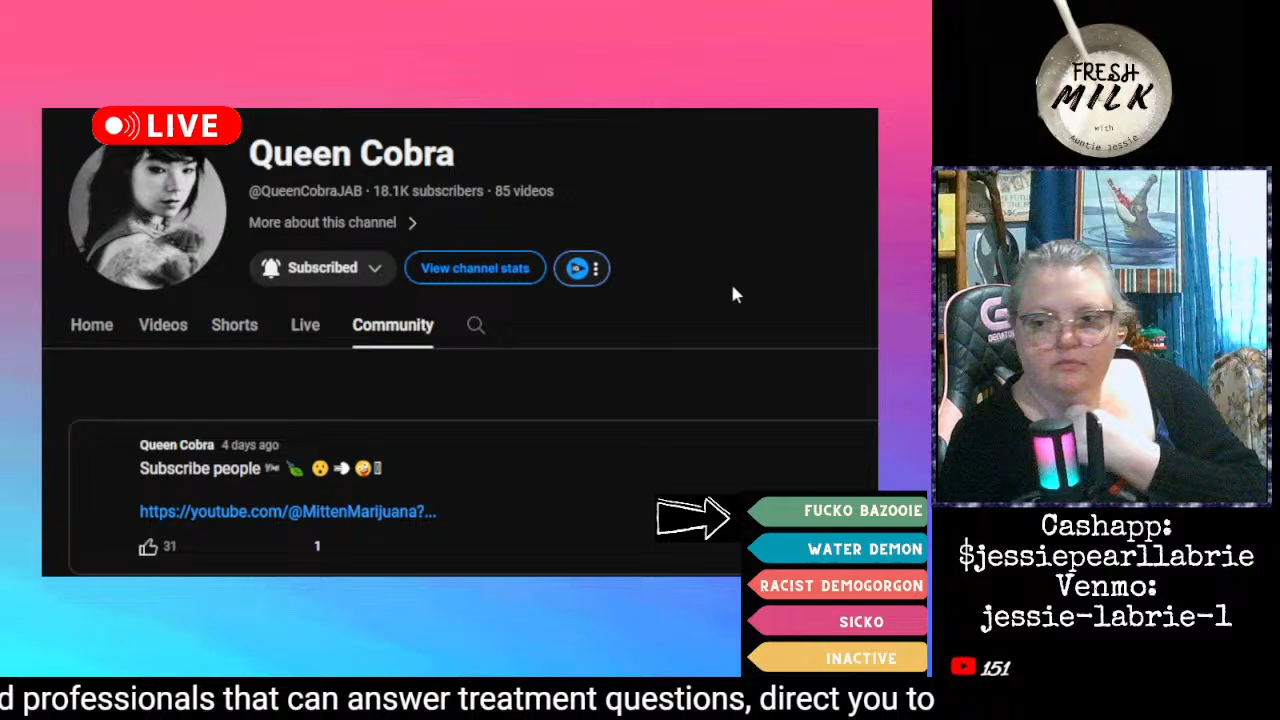 LIVE
Queen Cobra
@QueenCobraJAB · 18.1K subscribers · 85 videos
More about this channel
Subscribed
View channel stats
Home Videos Shorts Live Community
Queen Cobra 4 days ago
Subscribe people
https://youtube.com/@MittenMarijuana?...
31
1
FUCKO BAZOOIE
WATER DEMON
RACIST DEMOGORGON
SICKO
INACTIVE
d professionals that can answer treatment questions, direct you to
FRESH
MILK
with
Auntie Jessie
Cashapp:
$jessiepearllabrie
Venmo:
jessie-labrie-1
151